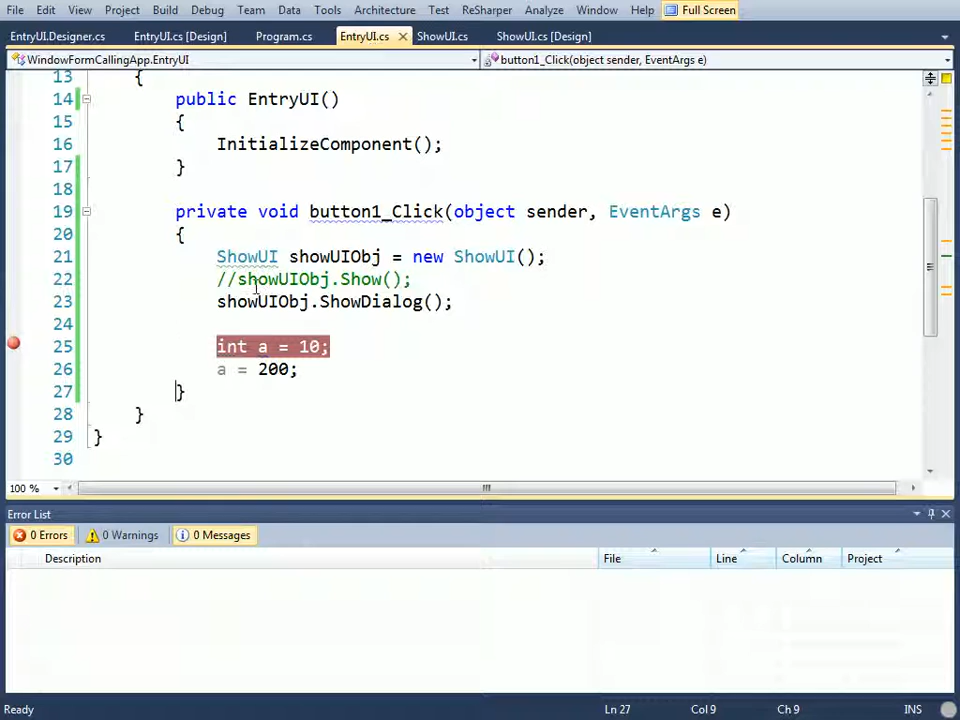 File Edit View Project Build Debug Team Data Tools Architecture Test ReSharper Analyze Window Help Full Screen
EntryUI.Designer.cs EntryUI.cs [Design] Program.cs EntryUI.cs ShowUI.cs ShowUI.cs [Design]
WindowFormCallingApp.EntryUI button1_Click(object sender, EventArgs e)
13 {
14 public EntryUI()
15 {
16 InitializeComponent();
17 }
18
19 private void button1_Click(object sender, EventArgs e)
20 {
21 ShowUI showUIObj = new ShowUI();
22 //showUIObj.Show();
23 showUIObj.ShowDialog();
24
25 int a = 10;
26 a = 200;
27 }
28 }
29 }
30
100 %
Error List
0 Errors 0 Warnings 0 Messages
Description File Line Column Project
Ready Ln 27 Col 9 Ch 9 INS